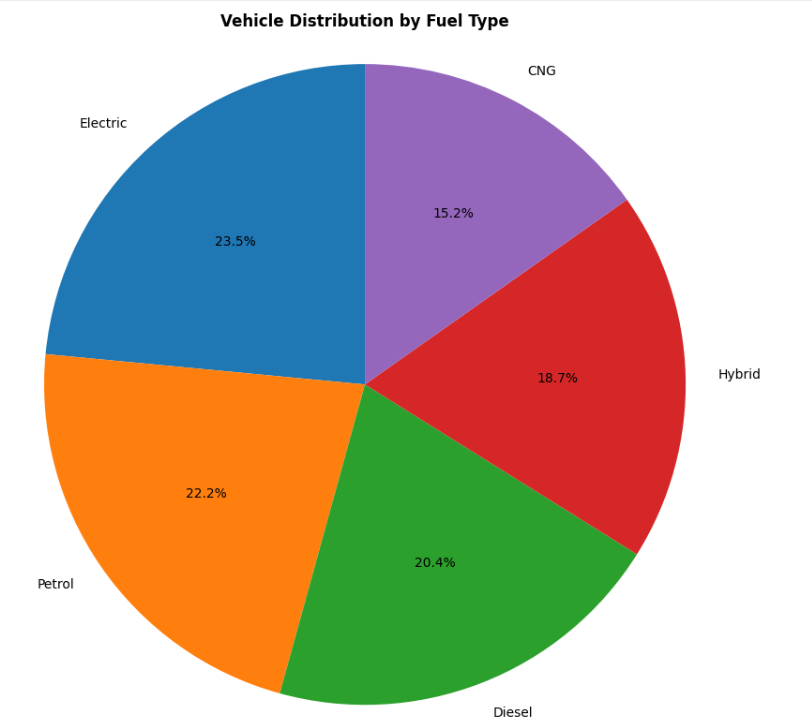 Vehicle Distribution by Fuel Type
CNG
Electric
15.2%
23.5%
Hybrid
18.7%
22.2%
20.4%
Petrol
Diesel